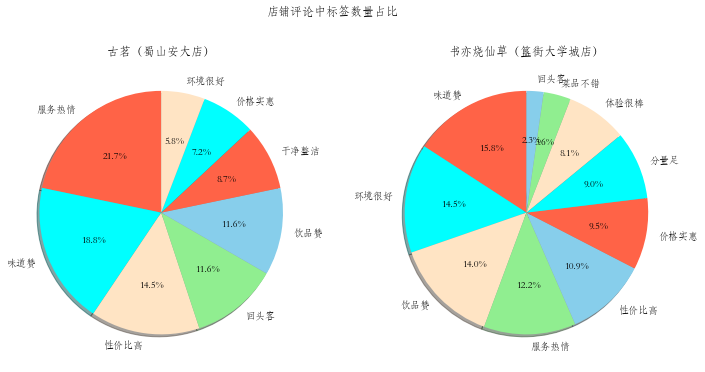 店铺评论中标签数量占比
古茗（蜀山安大店）
环境很好
价格实惠
干净整洁
饮品赞
回头客
性价比高
味道赞
服务热情
5.8%
7.2%
8.7%
11.6%
11.6%
14.5%
18.8%
21.7%
书亦烧仙草（簋街大学城店）
回头客
菜品不错
体验很棒
分量足
价格实惠
性价比高
服务热情
饮品赞
环境很好
味道赞
2.3%
3.6%
8.1%
9.0%
9.5%
10.9%
12.2%
14.0%
14.5%
15.8%